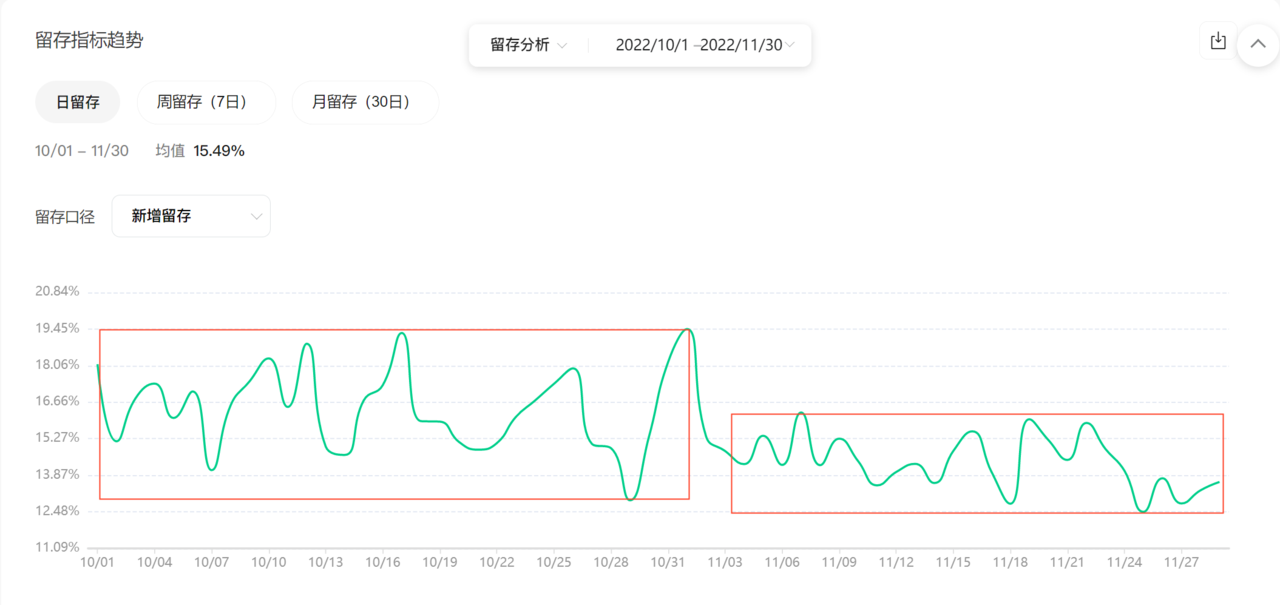 留存指标趋势
留存分析 2022/10/1 –2022/11/30
日留存 周留存（7日） 月留存（30日）
10/01 – 11/30 均值 15.49%
留存口径 新增留存
20.84%
19.45%
18.06%
16.66%
15.27%
13.87%
12.48%
11.09%
10/01 10/04 10/07 10/10 10/13 10/16 10/19 10/22 10/25 10/28 10/31 11/03 11/06 11/09 11/12 11/15 11/18 11/21 11/24 11/27